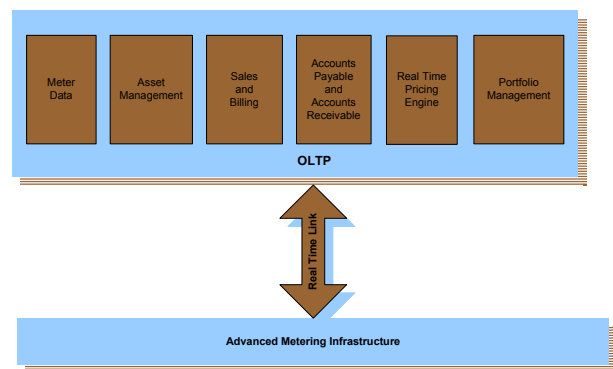 Meter
Data
Asset
Management
Sales
and
Billing
Accounts
Payable
and
Accounts
Receivable
Real Time
Pricing
Engine
Portfolio
Management
OLTP
Real Time Link
Advanced Metering Infrastructure